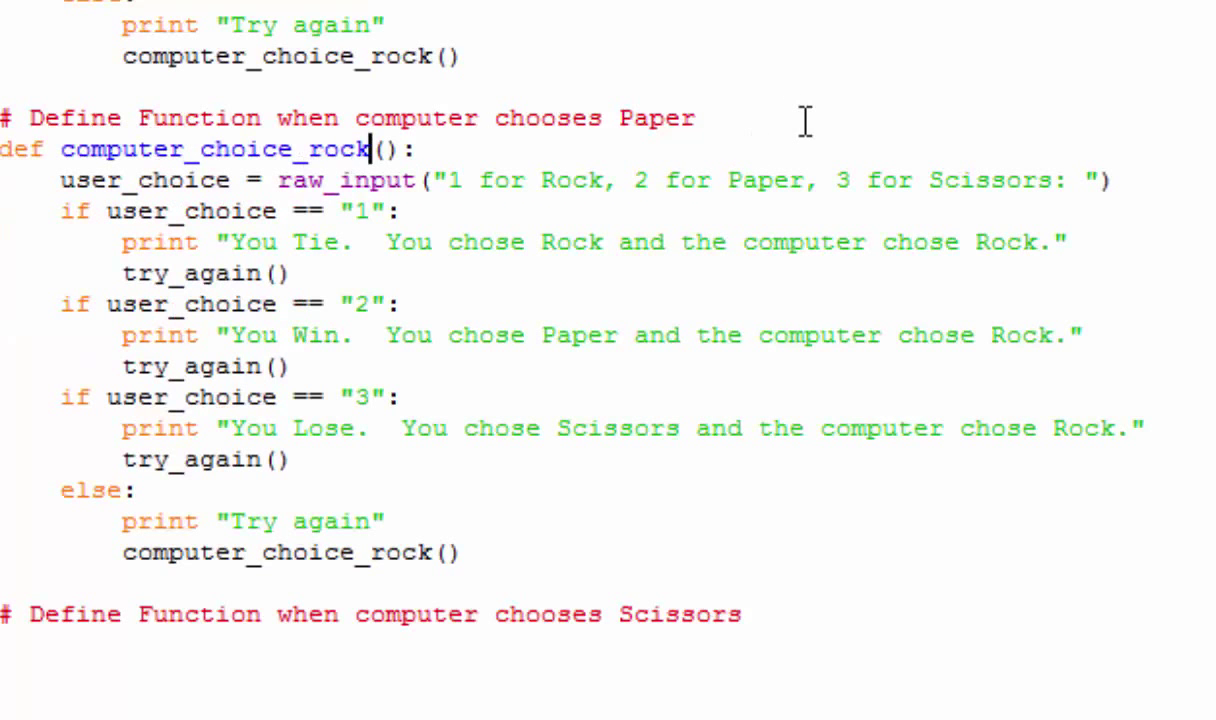 print "Try again"
computer_choice_rock()
# Define Function when computer chooses Paper
def computer_choice_rock():
user_choice = raw_input("1 for Rock, 2 for Paper, 3 for Scissors: ")
if user_choice == "1":
print "You Tie.  You chose Rock and the computer chose Rock."
try_again()
if user_choice == "2":
print "You Win.  You chose Paper and the computer chose Rock."
try_again()
if user_choice == "3":
print "You Lose.  You chose Scissors and the computer chose Rock."
try_again()
else:
print "Try again"
computer_choice_rock()
# Define Function when computer chooses Scissors